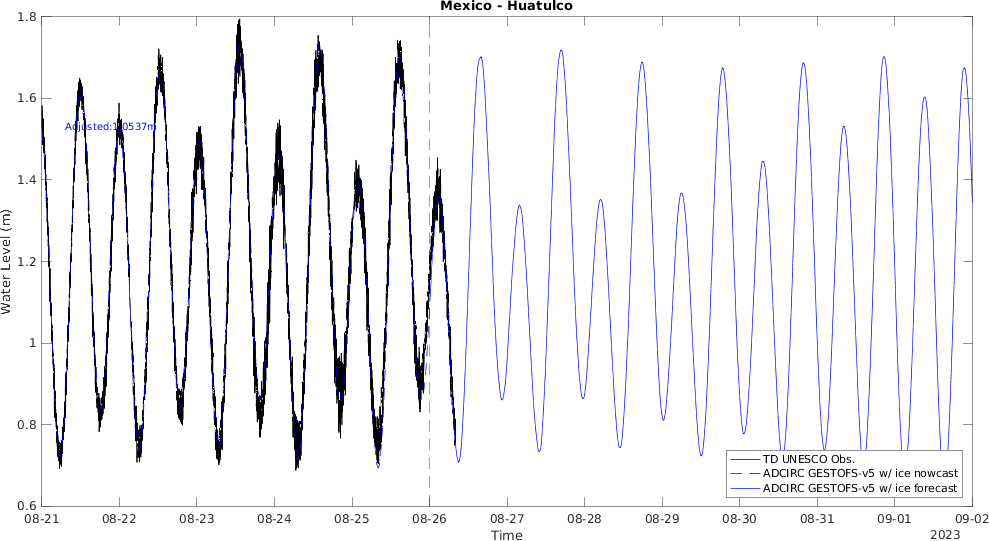 Mexico - Huatulco
Water Level (m)
1.8
1.6
1.4
1.2
1
0.8
0.6
Adjusted:1.0537m
TD UNESCO Obs.
ADCIRC GESTOFS-v5 w/ ice nowcast
ADCIRC GESTOFS-v5 w/ ice forecast
08-21 08-22 08-23 08-24 08-25 08-26 08-27 08-28 08-29 08-30 08-31 09-01 09-02
Time
2023